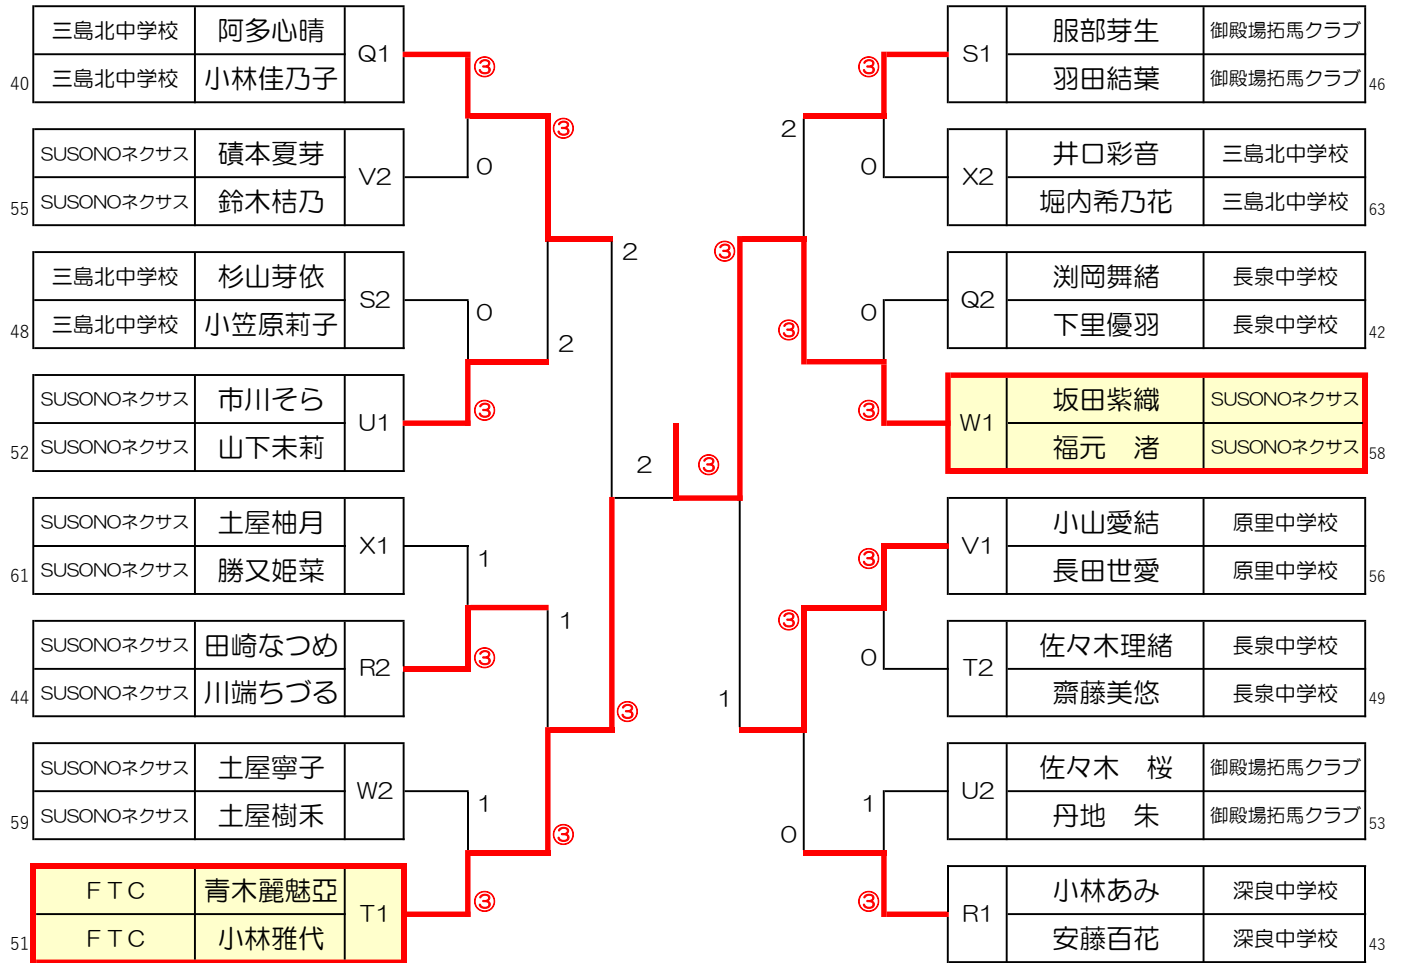 三島北中学校 阿多心晴
40 三島北中学校 小林佳乃子 Q1
③
0
SUSONOネクサス 磧本夏芽
55 SUSONOネクサス 鈴木桔乃 V2
③
三島北中学校 杉山芽依
48 三島北中学校 小笠原莉子 S2
0
2
③
SUSONOネクサス 市川そら
52 SUSONOネクサス 山下未莉 U1
2
SUSONOネクサス 土屋柚月
61 SUSONOネクサス 勝又姫菜 X1
1
③
SUSONOネクサス 田崎なつめ
44 SUSONOネクサス 川端ちづる R2
1
③
SUSONOネクサス 土屋寧子
59 SUSONOネクサス 土屋樹禾 W2
1
③
③
FTC 青木麗魅亞
51 FTC 小林雅代 T1
2 ③
S1 服部芽生 御殿場拓馬クラブ
羽田結葉 御殿場拓馬クラブ 46
③
0
X2 井口彩音 三島北中学校
堀内希乃花 三島北中学校 63
2
③
Q2 渕岡舞緒 長泉中学校
下里優羽 長泉中学校 42
0
③
③
W1 坂田紫織 SUSONOネクサス
福元 渚 SUSONOネクサス 58
V1 小山愛結 原里中学校
長田世愛 原里中学校 56
③
0
③
T2 佐々木理緒 長泉中学校
齋藤美悠 長泉中学校 49
1
U2 佐々木 桜 御殿場拓馬クラブ
丹地 朱 御殿場拓馬クラブ 53
1
③
0
R1 小林あみ 深良中学校
安藤百花 深良中学校 43